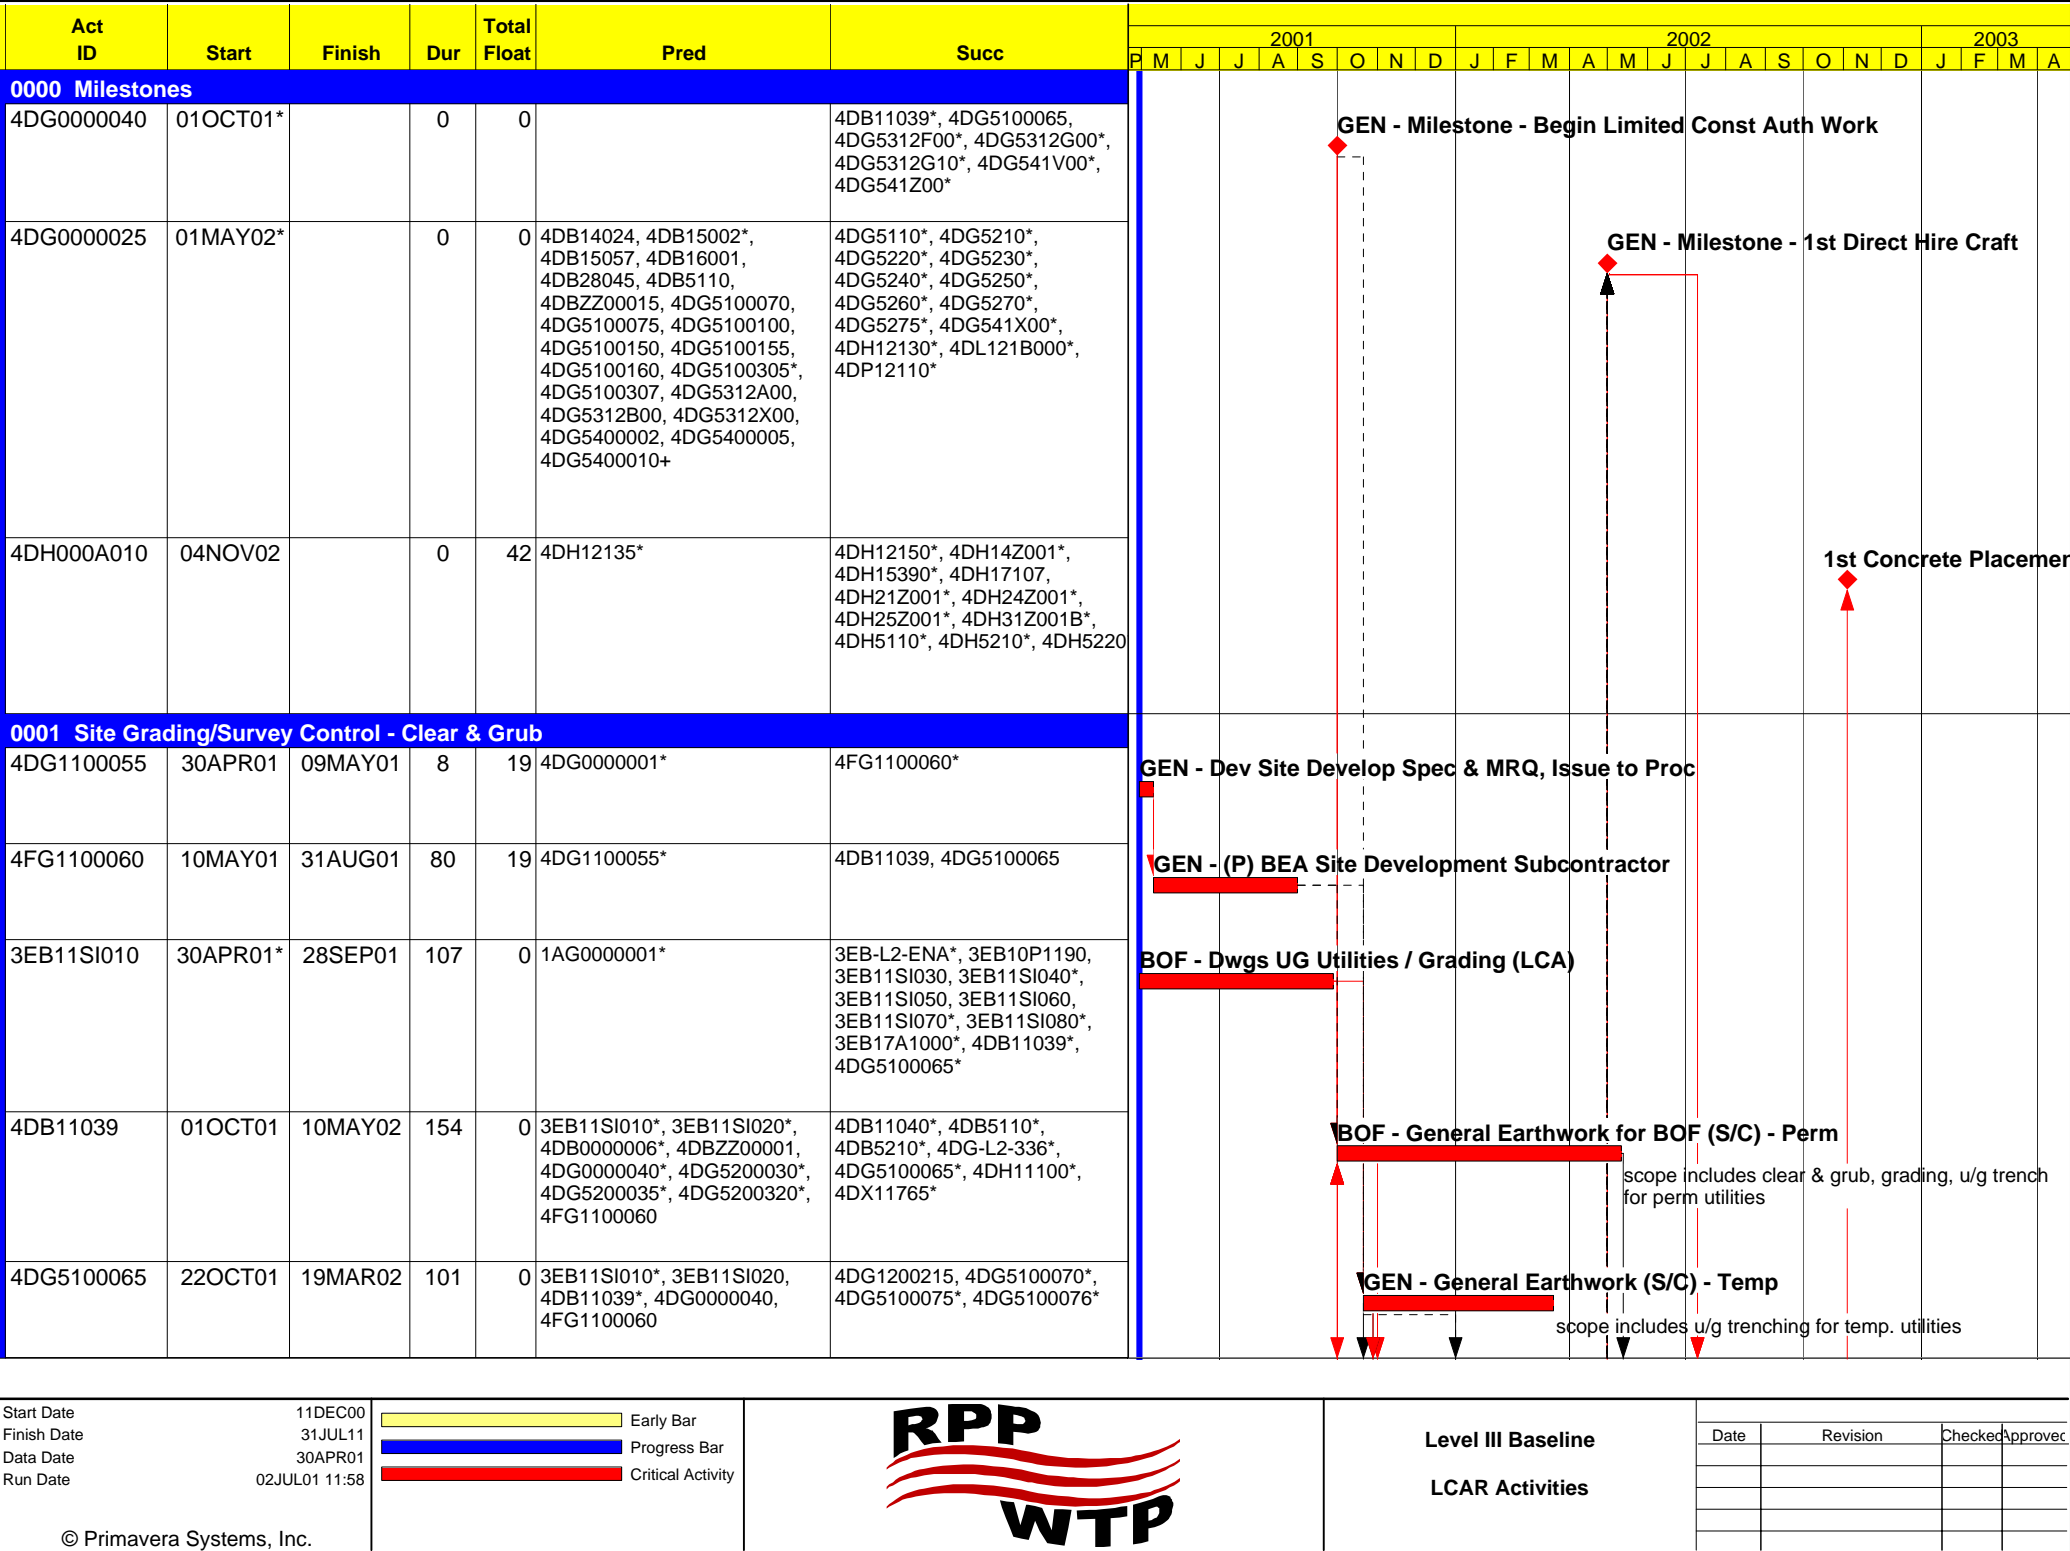 Act
ID
Start
Finish
Dur
Total
Float
Pred
Succ
2001
2002
2003
P M J J A S O N D J F M A M J J A S O N D J F M A
0000 Milestones
4DG0000040 01OCT01* 0 0
4DB11039*, 4DG5100065,
4DG5312F00*, 4DG5312G00*,
4DG5312G10*, 4DG541V00*,
4DG541Z00*
GEN - Milestone - Begin Limited Const Auth Work
4DG0000025 01MAY02* 0 0
4DB14024, 4DB15002*,
4DB15057, 4DB16001,
4DB28045, 4DB5110,
4DBZZ00015, 4DG5100070,
4DG5100075, 4DG5100100,
4DG5100150, 4DG5100155,
4DG5100160, 4DG5100305*,
4DG5100307, 4DG5312A00,
4DG5312B00, 4DG5312X00,
4DG5400002, 4DG5400005,
4DG5400010+
4DG5110*, 4DG5210*,
4DG5220*, 4DG5230*,
4DG5240*, 4DG5250*,
4DG5260*, 4DG5270*,
4DG5275*, 4DG541X00*,
4DH12130*, 4DL121B000*,
4DP12110*
GEN - Milestone - 1st Direct Hire Craft
4DH000A010 04NOV02 0 42
4DH12135*
4DH12150*, 4DH14Z001*,
4DH15390*, 4DH17107,
4DH21Z001*, 4DH24Z001*,
4DH25Z001*, 4DH31Z001B*,
4DH5110*, 4DH5210*, 4DH5220
1st Concrete Placemen
0001 Site Grading/Survey Control - Clear & Grub
4DG1100055 30APR01 09MAY01 8 19
4DG0000001*
4FG1100060*
GEN - Dev Site Develop Spec & MRQ, Issue to Proc
4FG1100060 10MAY01 31AUG01 80 19
4DG1100055*
4DB11039, 4DG5100065
GEN - (P) BEA Site Development Subcontractor
3EB11SI010 30APR01* 28SEP01 107 0
1AG0000001*
3EB-L2-ENA*, 3EB10P1190,
3EB11SI030, 3EB11SI040*,
3EB11SI050, 3EB11SI060,
3EB11SI070*, 3EB11SI080*,
3EB17A1000*, 4DB11039*,
4DG5100065*
BOF - Dwgs UG Utilities / Grading (LCA)
4DB11039 01OCT01 10MAY02 154 0
3EB11SI010*, 3EB11SI020*,
4DB0000006*, 4DBZZ00001,
4DG0000040*, 4DG5200030*,
4DG5200035*, 4DG5200320*,
4FG1100060
4DB11040*, 4DB5110*,
4DB5210*, 4DG-L2-336*,
4DG5100065*, 4DH11100*,
4DX11765*
BOF - General Earthwork for BOF (S/C) - Perm
scope includes clear & grub, grading, u/g trench
for perm utilities
4DG5100065 22OCT01 19MAR02 101 0
3EB11SI010*, 3EB11SI020,
4DB11039*, 4DG0000040,
4FG1100060
4DG1200215, 4DG5100070*,
4DG5100075*, 4DG5100076*
GEN - General Earthwork (S/C) - Temp
scope includes u/g trenching for temp. utilities
Start Date 11DEC00
Finish Date 31JUL11
Data Date 30APR01
Run Date 02JUL01 11:58
© Primavera Systems, Inc.
Early Bar
Progress Bar
Critical Activity
RPP
WTP
Level III Baseline
LCAR Activities
Date Revision Checked Approved